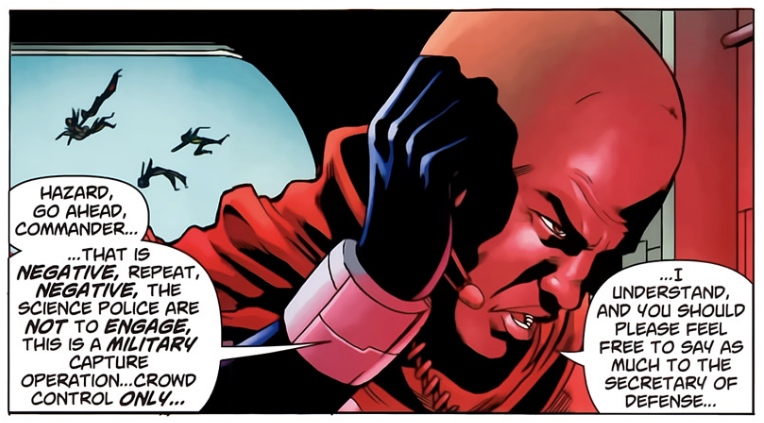 HAZARD,
GO AHEAD,
COMMANDER...
...THAT IS
NEGATIVE, REPEAT,
NEGATIVE, THE
SCIENCE POLICE ARE
NOT TO ENGAGE,
THIS IS A MILITARY
CAPTURE
OPERATION...CROWD
CONTROL ONLY...
...I
UNDERSTAND,
AND YOU SHOULD
PLEASE FEEL
FREE TO SAY AS
MUCH TO THE
SECRETARY OF
DEFENSE...